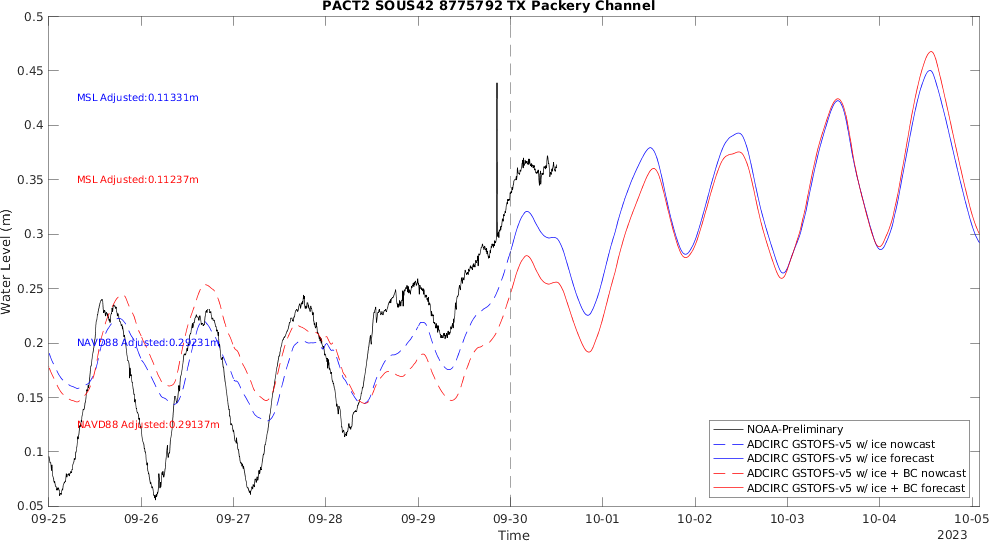 PACT2 SOUS42 8775792 TX Packery Channel
0.5
0.45
0.4
0.35
0.3
0.25
0.2
0.15
0.1
0.05
Water Level (m)
MSL Adjusted:0.11331m
MSL Adjusted:0.11237m
NAVD88 Adjusted:0.29231m
NAVD88 Adjusted:0.29137m
NOAA-Preliminary
ADCIRC GSTOFS-v5 w/ ice nowcast
ADCIRC GSTOFS-v5 w/ ice forecast
ADCIRC GSTOFS-v5 w/ ice + BC nowcast
ADCIRC GSTOFS-v5 w/ ice + BC forecast
09-25 09-26 09-27 09-28 09-29 09-30 10-01 10-02 10-03 10-04 10-05
Time
2023